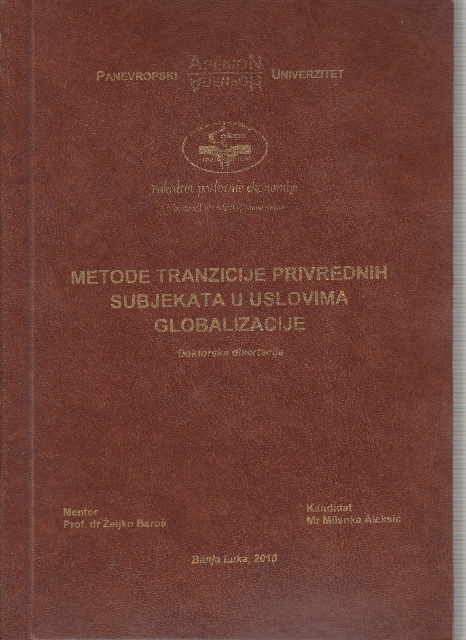 PANEVROPSKI APEIRON UNIVERZITET
Fakultet poslovne ekonomije
METODE TRANZICIJE PRIVREDNIH
SUBJEKATA U USLOVIMA
GLOBALIZACIJE
Doktorska disertacija
Mentor
Prof. dr Željko Baroš
Kandidat
Mr Milanka Aleksić
Banja Luka, 2010